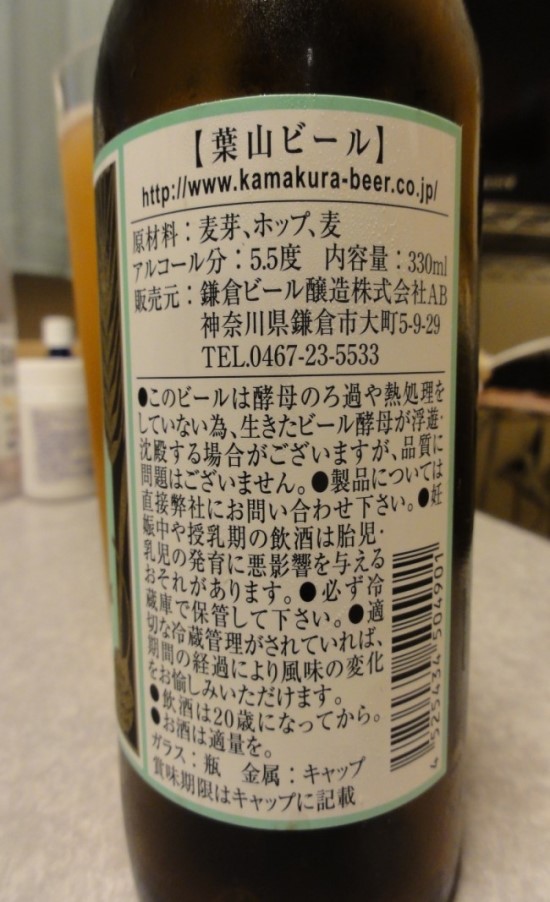 【葉山ビール】
http://www.kamakura-beer.co.jp/
原材料：麦芽、ホップ、麦
アルコール分：5.5度　内容量：330ml
販売元：鎌倉ビール醸造株式会社AB
神奈川県鎌倉市大町5-9-29
TEL.0467-23-5533
●このビールは酵母のろ過や熱処理を
していない為、生きたビール酵母が浮遊・
沈殿する場合がございますが、品質に
問題はございません。●製品については
直接弊社にお問い合わせ下さい。●妊
娠中や授乳期の飲酒は胎児・
乳児の発育に悪影響を与える
おそれがあります。●必ず冷
蔵庫で保管して下さい。●適
切な冷蔵管理がされていれば、
期間の経過により風味の変化
をお愉しみいただけます。
●飲酒は20歳になってから。
●お酒は適量を。
ガラス：瓶　金属：キャップ
賞味期限はキャップに記載
4 525434 504901